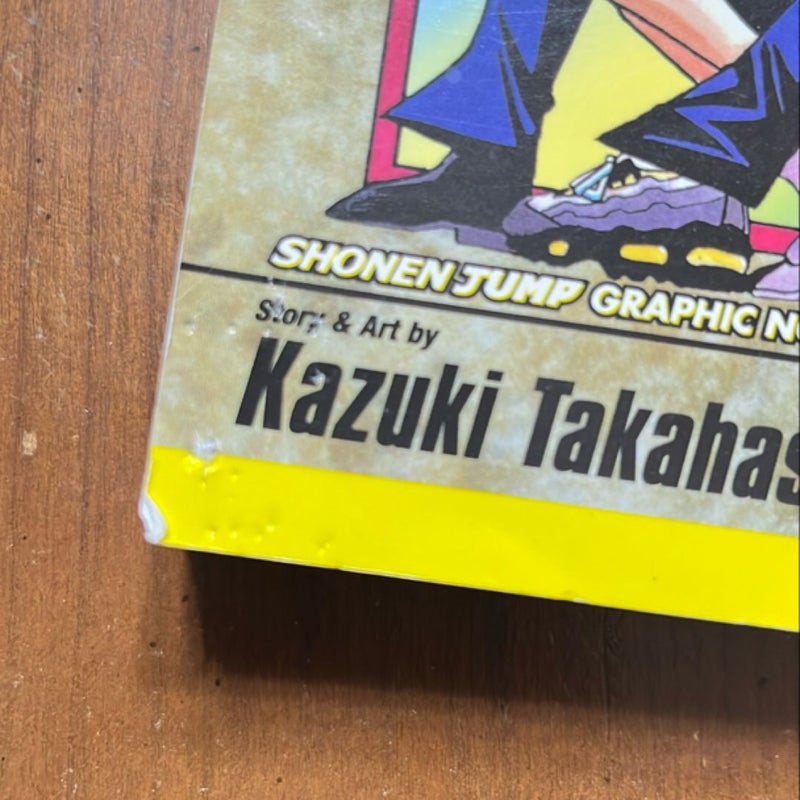 SHONEN JUMP GRAPHIC N
Story & Art by
Kazuki Takahas